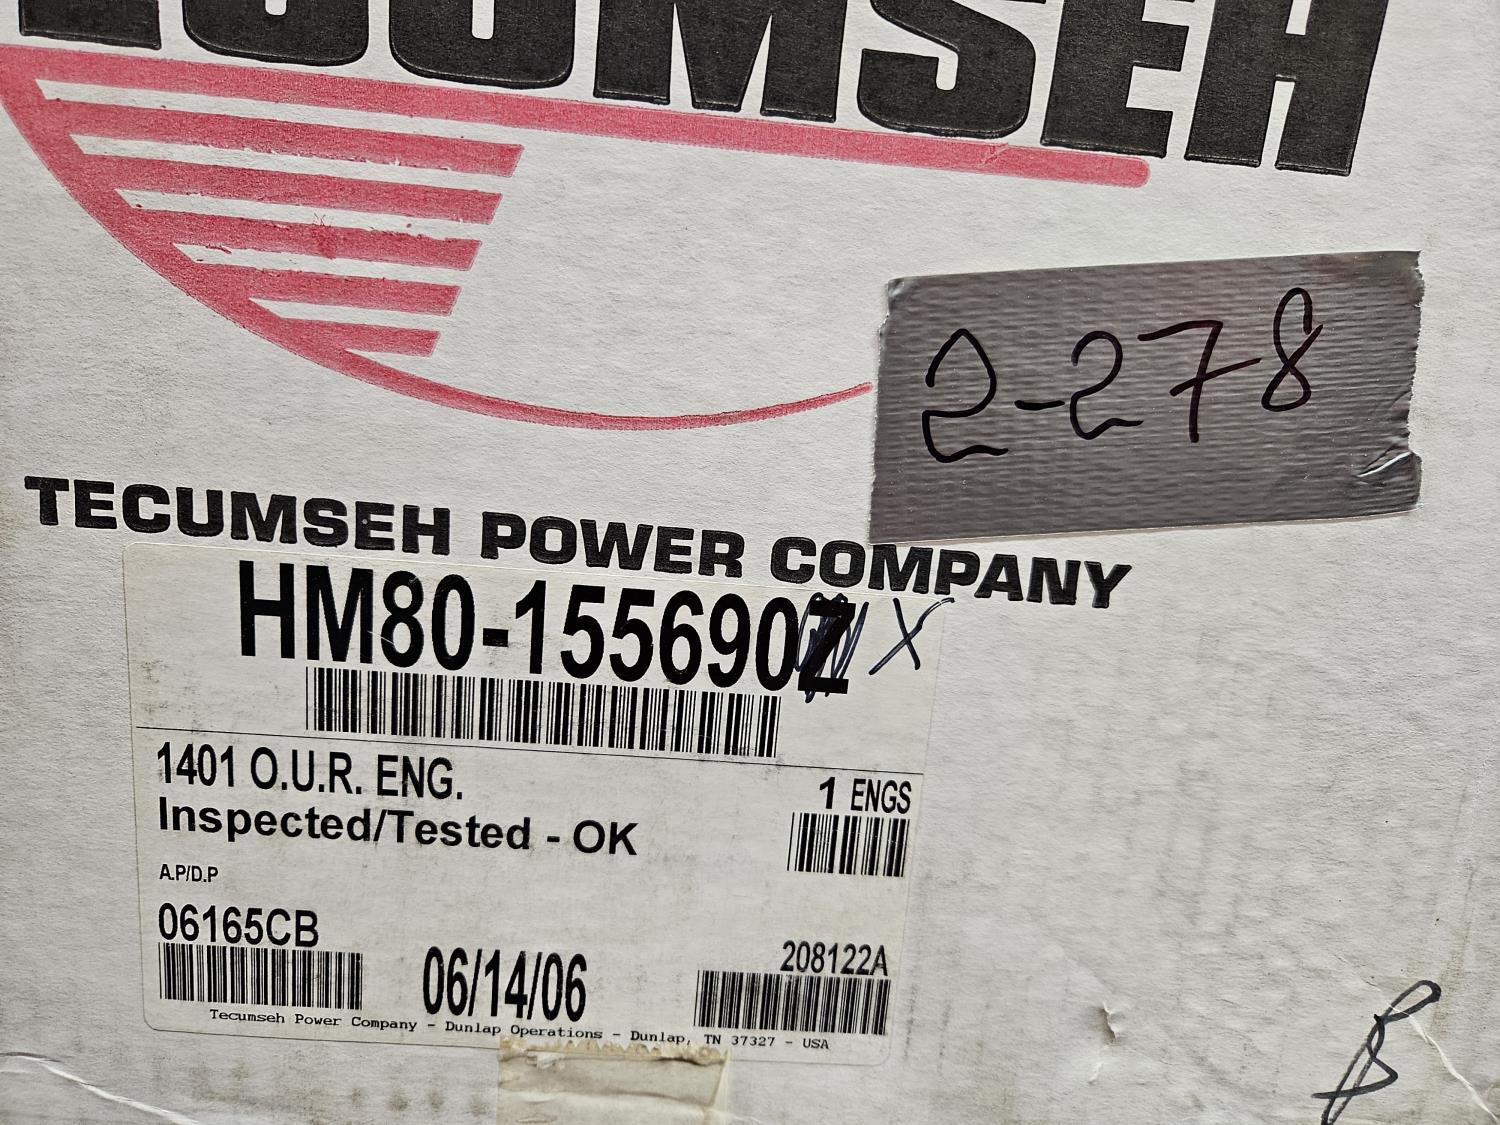 TECUMSEH
2-278
TECUMSEH POWER COMPANY
HM80-155690Z X
1401 O.U.R. ENG.
1 ENGS
Inspected/Tested - OK
A.P/D.P
06165CB
06/14/06
208122A
Tecumseh Power Company - Dunlap Operations - Dunlap, TN 37327 - USA